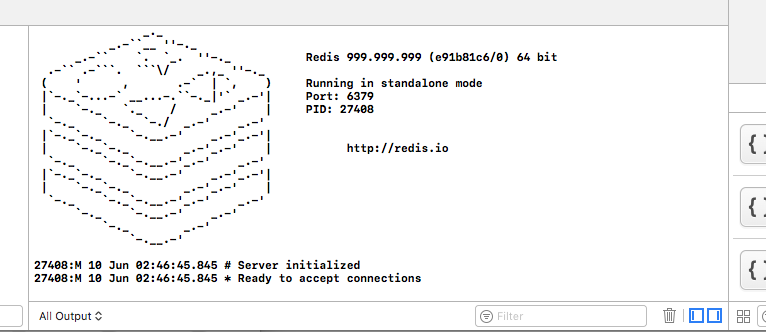 Redis 999.999.999 (e91b81c6/0) 64 bit
Running in standalone mode
Port: 6379
PID: 27408
http://redis.io
27408:M 10 Jun 02:46:45.845 # Server initialized
27408:M 10 Jun 02:46:45.845 * Ready to accept connections
All Output
Filter